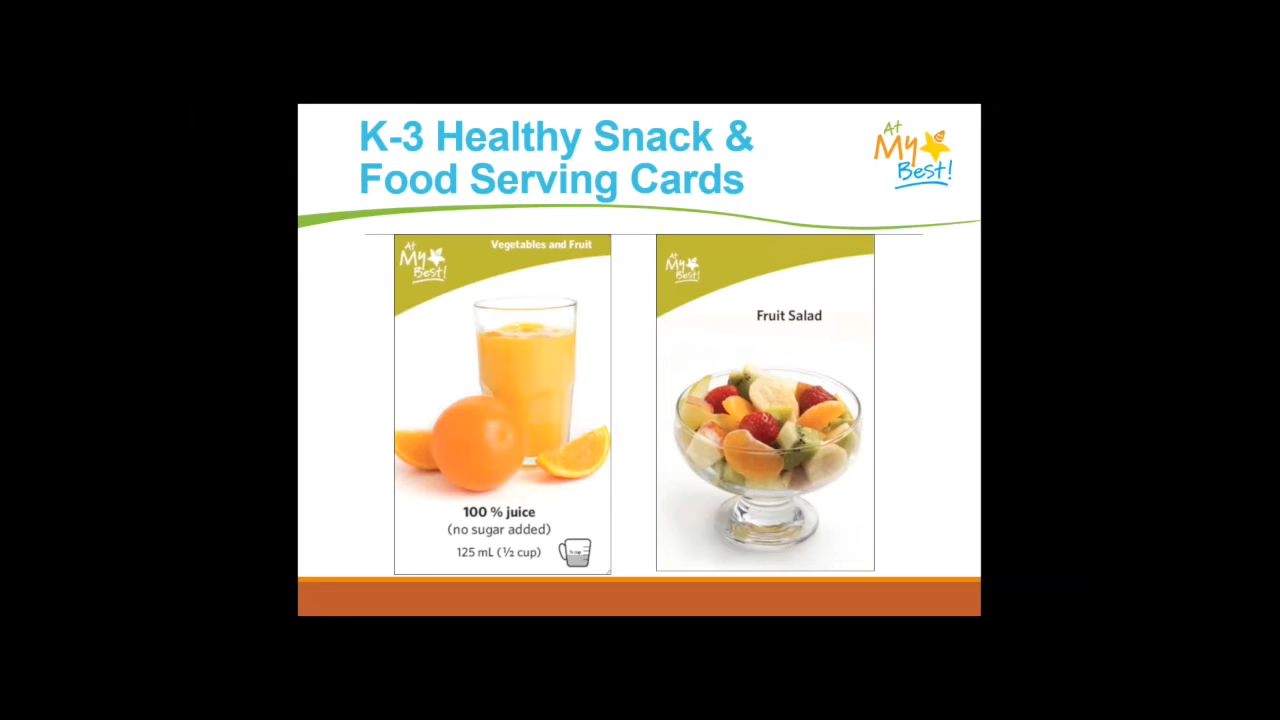 K-3 Healthy Snack &
Food Serving Cards
At
My
Best!
At
My
Best!
Vegetables and Fruit
100 % juice
(no sugar added)
125 mL (½ cup)
At
My
Best!
Fruit Salad